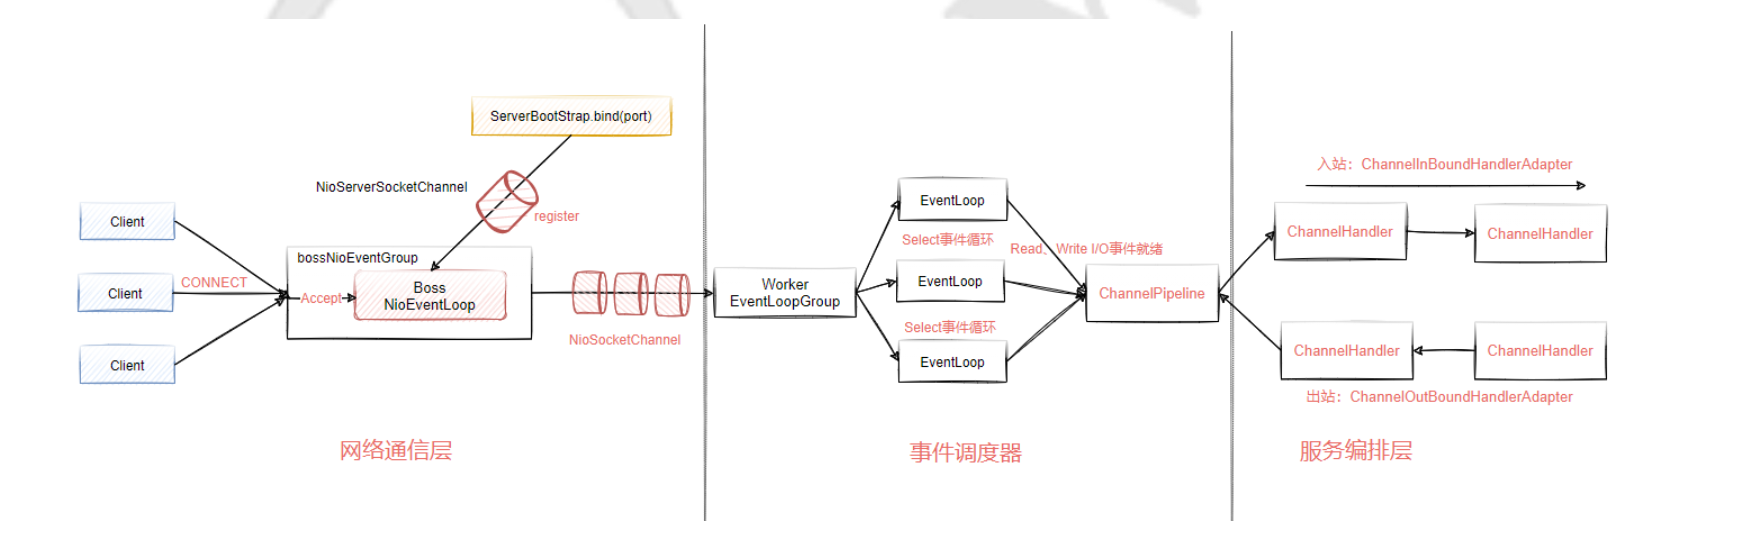 ServerBootStrap.bind(port)
NioServerSocketChannel
register
Client
Client
Client
CONNECT
bossNioEventGroup
Accept
Boss
NioEventLoop
NioSocketChannel
网络通信层
Worker
EventLoopGroup
EventLoop
Select事件循环
EventLoop
Select事件循环
EventLoop
Read、Write I/O事件就绪
ChannelPipeline
事件调度器
入站：ChannelInBoundHandlerAdapter
ChannelHandler
ChannelHandler
ChannelHandler
ChannelHandler
出站：ChannelOutBoundHandlerAdapter
服务编排层